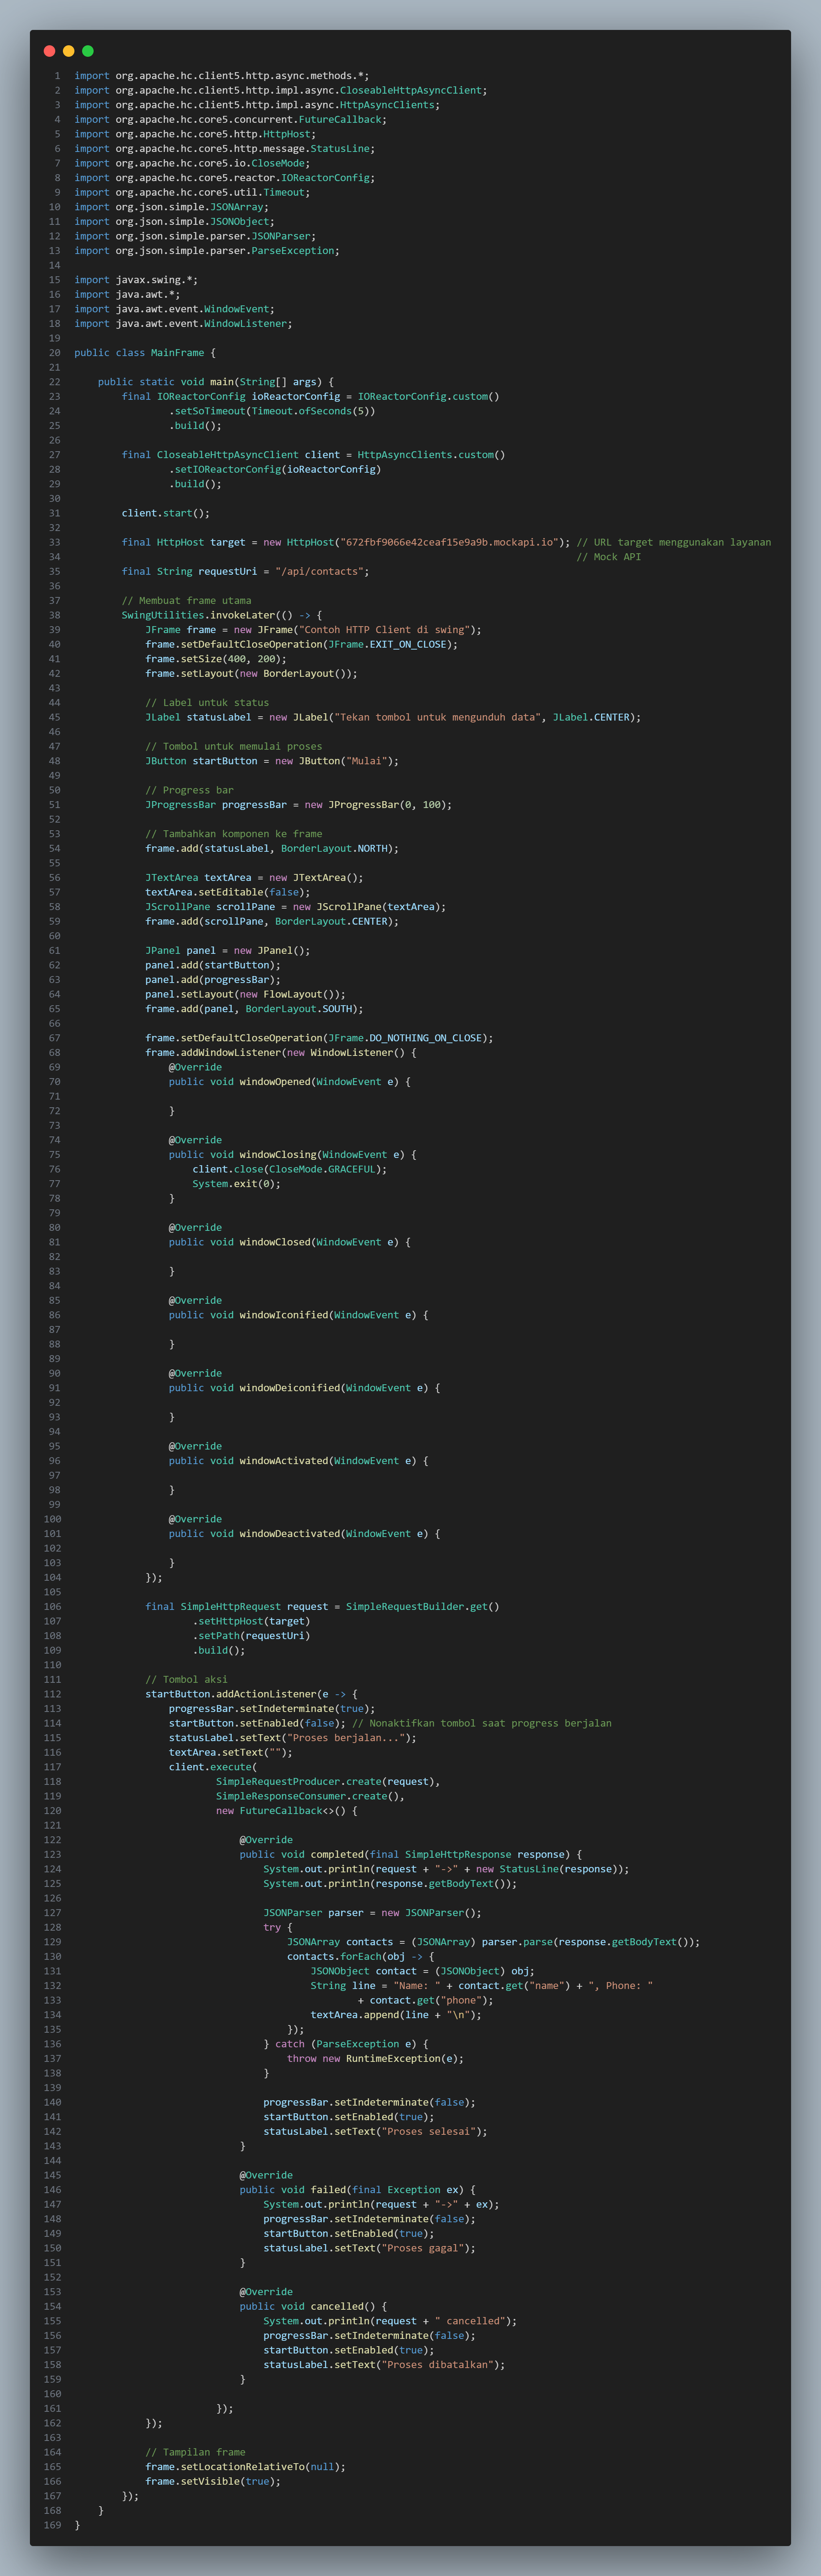 1 import org.apache.hc.client5.http.async.methods.*;
2 import org.apache.hc.client5.http.impl.async.CloseableHttpAsyncClient;
3 import org.apache.hc.client5.http.impl.async.HttpAsyncClients;
4 import org.apache.hc.core5.concurrent.FutureCallback;
5 import org.apache.hc.core5.http.HttpHost;
6 import org.apache.hc.core5.http.message.StatusLine;
7 import org.apache.hc.core5.io.CloseMode;
8 import org.apache.hc.core5.reactor.IOReactorConfig;
9 import org.apache.hc.core5.util.Timeout;
10 import org.json.simple.JSONArray;
11 import org.json.simple.JSONObject;
12 import org.json.simple.parser.JSONParser;
13 import org.json.simple.parser.ParseException;
14
15 import javax.swing.*;
16 import java.awt.*;
17 import java.awt.event.WindowEvent;
18 import java.awt.event.WindowListener;
19
20 public class MainFrame {
21
22     public static void main(String[] args) {
23         final IOReactorConfig ioReactorConfig = IOReactorConfig.custom()
24                 .setSoTimeout(Timeout.ofSeconds(5))
25                 .build();
26
27         final CloseableHttpAsyncClient client = HttpAsyncClients.custom()
28                 .setIOReactorConfig(ioReactorConfig)
29                 .build();
30
31         client.start();
32
33         final HttpHost target = new HttpHost("672fbf9066e42ceaf15e9a9b.mockapi.io"); // URL target menggunakan layanan
34                                                                                      // Mock API
35         final String requestUri = "/api/contacts";
36
37         // Membuat frame utama
38         SwingUtilities.invokeLater(() -> {
39             JFrame frame = new JFrame("Contoh HTTP Client di swing");
40             frame.setDefaultCloseOperation(JFrame.EXIT_ON_CLOSE);
41             frame.setSize(400, 200);
42             frame.setLayout(new BorderLayout());
43
44             // Label untuk status
45             JLabel statusLabel = new JLabel("Tekan tombol untuk mengunduh data", JLabel.CENTER);
46
47             // Tombol untuk memulai proses
48             JButton startButton = new JButton("Mulai");
49
50             // Progress bar
51             JProgressBar progressBar = new JProgressBar(0, 100);
52
53             // Tambahkan komponen ke frame
54             frame.add(statusLabel, BorderLayout.NORTH);
55
56             JTextArea textArea = new JTextArea();
57             textArea.setEditable(false);
58             JScrollPane scrollPane = new JScrollPane(textArea);
59             frame.add(scrollPane, BorderLayout.CENTER);
60
61             JPanel panel = new JPanel();
62             panel.add(startButton);
63             panel.add(progressBar);
64             panel.setLayout(new FlowLayout());
65             frame.add(panel, BorderLayout.SOUTH);
66
67             frame.setDefaultCloseOperation(JFrame.DO_NOTHING_ON_CLOSE);
68             frame.addWindowListener(new WindowListener() {
69                 @Override
70                 public void windowOpened(WindowEvent e) {
71
72                 }
73
74                 @Override
75                 public void windowClosing(WindowEvent e) {
76                     client.close(CloseMode.GRACEFUL);
77                     System.exit(0);
78                 }
79
80                 @Override
81                 public void windowClosed(WindowEvent e) {
82
83                 }
84
85                 @Override
86                 public void windowIconified(WindowEvent e) {
87
88                 }
89
90                 @Override
91                 public void windowDeiconified(WindowEvent e) {
92
93                 }
94
95                 @Override
96                 public void windowActivated(WindowEvent e) {
97
98                 }
99
100                 @Override
101                 public void windowDeactivated(WindowEvent e) {
102
103                 }
104             });
105
106             final SimpleHttpRequest request = SimpleRequestBuilder.get()
107                     .setHttpHost(target)
108                     .setPath(requestUri)
109                     .build();
110
111             // Tombol aksi
112             startButton.addActionListener(e -> {
113                 progressBar.setIndeterminate(true);
114                 startButton.setEnabled(false); // Nonaktifkan tombol saat progress berjalan
115                 statusLabel.setText("Proses berjalan...");
116                 textArea.setText("");
117                 client.execute(
118                         SimpleRequestProducer.create(request),
119                         SimpleResponseConsumer.create(),
120                         new FutureCallback<>() {
121
122                             @Override
123                             public void completed(final SimpleHttpResponse response) {
124                                 System.out.println(request + "->" + new StatusLine(response));
125                                 System.out.println(response.getBodyText());
126
127                                 JSONParser parser = new JSONParser();
128                                 try {
129                                     JSONArray contacts = (JSONArray) parser.parse(response.getBodyText());
130                                     contacts.forEach(obj -> {
131                                         JSONObject contact = (JSONObject) obj;
132                                         String line = "Name: " + contact.get("name") + ", Phone: "
133                                                 + contact.get("phone");
134                                         textArea.append(line + "\n");
135                                     });
136                                 } catch (ParseException e) {
137                                     throw new RuntimeException(e);
138                                 }
139
140                                 progressBar.setIndeterminate(false);
141                                 startButton.setEnabled(true);
142                                 statusLabel.setText("Proses selesai");
143                             }
144
145                             @Override
146                             public void failed(final Exception ex) {
147                                 System.out.println(request + "->" + ex);
148                                 progressBar.setIndeterminate(false);
149                                 startButton.setEnabled(true);
150                                 statusLabel.setText("Proses gagal");
151                             }
152
153                             @Override
154                             public void cancelled() {
155                                 System.out.println(request + " cancelled");
156                                 progressBar.setIndeterminate(false);
157                                 startButton.setEnabled(true);
158                                 statusLabel.setText("Proses dibatalkan");
159                             }
160
161                         });
162             });
163
164             // Tampilan frame
165             frame.setLocationRelativeTo(null);
166             frame.setVisible(true);
167         });
168     }
169 }